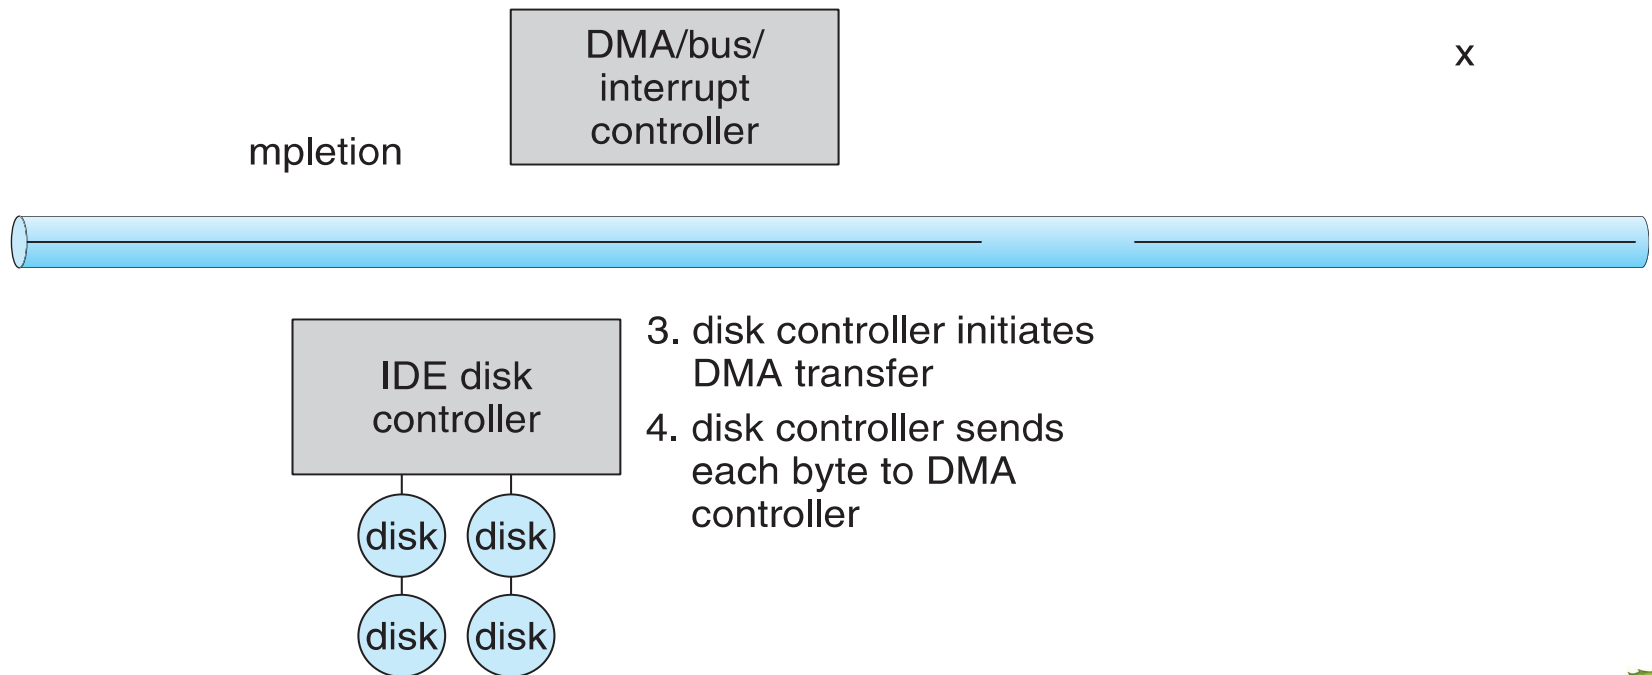 DMA/bus/
interrupt
controller
x
mpletion
IDE disk
controller
3. disk controller initiates
DMA transfer
4. disk controller sends
each byte to DMA
controller
disk
disk
disk
disk